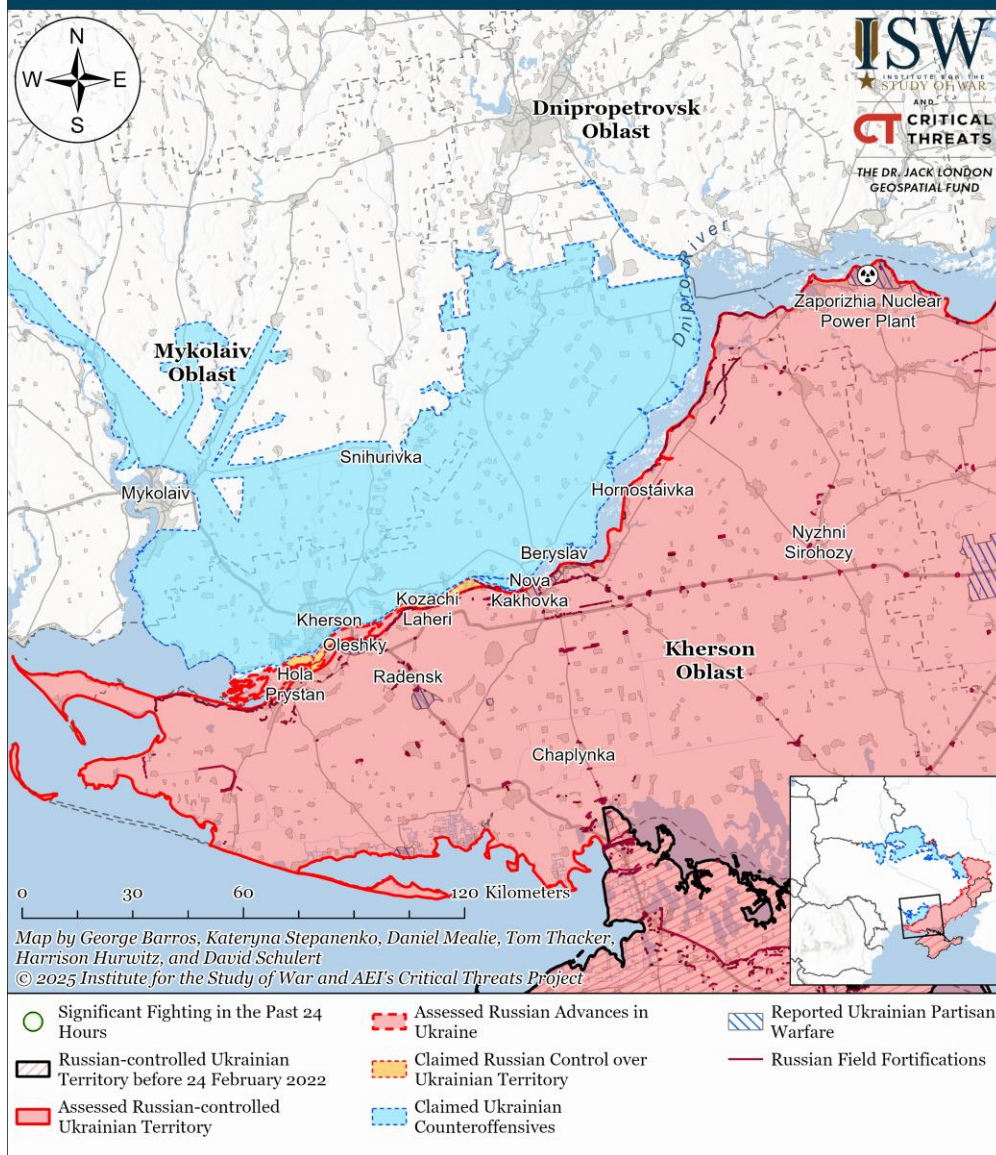 N
W
E
S
ISW
INSTITUTE FOR THE
STUDY OF WAR
AND
CT CRITICAL
THREATS
THE DR. JACK LONDON
GEOSPATIAL FUND
Dnipropetrovsk
Oblast
Dnipro River
Zaporizhia Nuclear
Power Plant
Mykolaiv
Oblast
Snihurivka
Mykolaiv
Hornostaivka
Nyzhni
Sirohozy
Beryslav
Nova
Kakhovka
Kozachi
Laheri
Kherson
Oleshky
Kherson
Oblast
Hola
Prystan
Radensk
Chaplynka
0 30 60 120 Kilometers
Map by George Barros, Kateryna Stepanenko, Daniel Mealie, Tom Thacker,
Harrison Hurwitz, and David Schulert
© 2025 Institute for the Study of War and AEI's Critical Threats Project
Significant Fighting in the Past 24
Hours
Russian-controlled Ukrainian
Territory before 24 February 2022
Assessed Russian-controlled
Ukrainian Territory
Assessed Russian Advances in
Ukraine
Claimed Russian Control over
Ukrainian Territory
Claimed Ukrainian
Counteroffensives
Reported Ukrainian Partisan
Warfare
Russian Field Fortifications